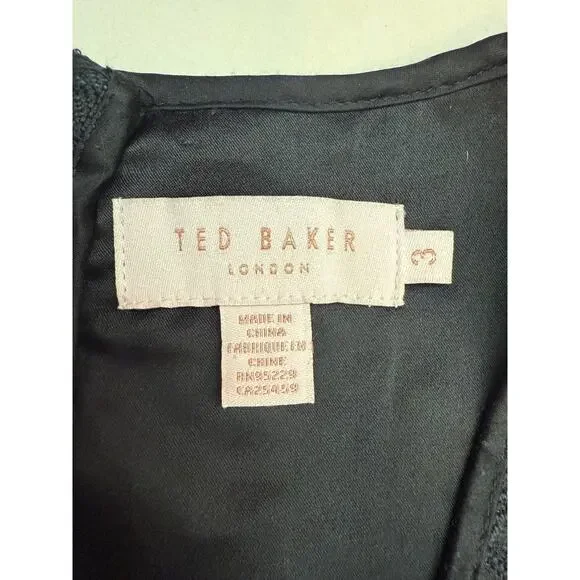 TED BAKER
LONDON
3
MADE IN
CHINA
FABRIQUE EN
CHINE
RN95229
CA25459